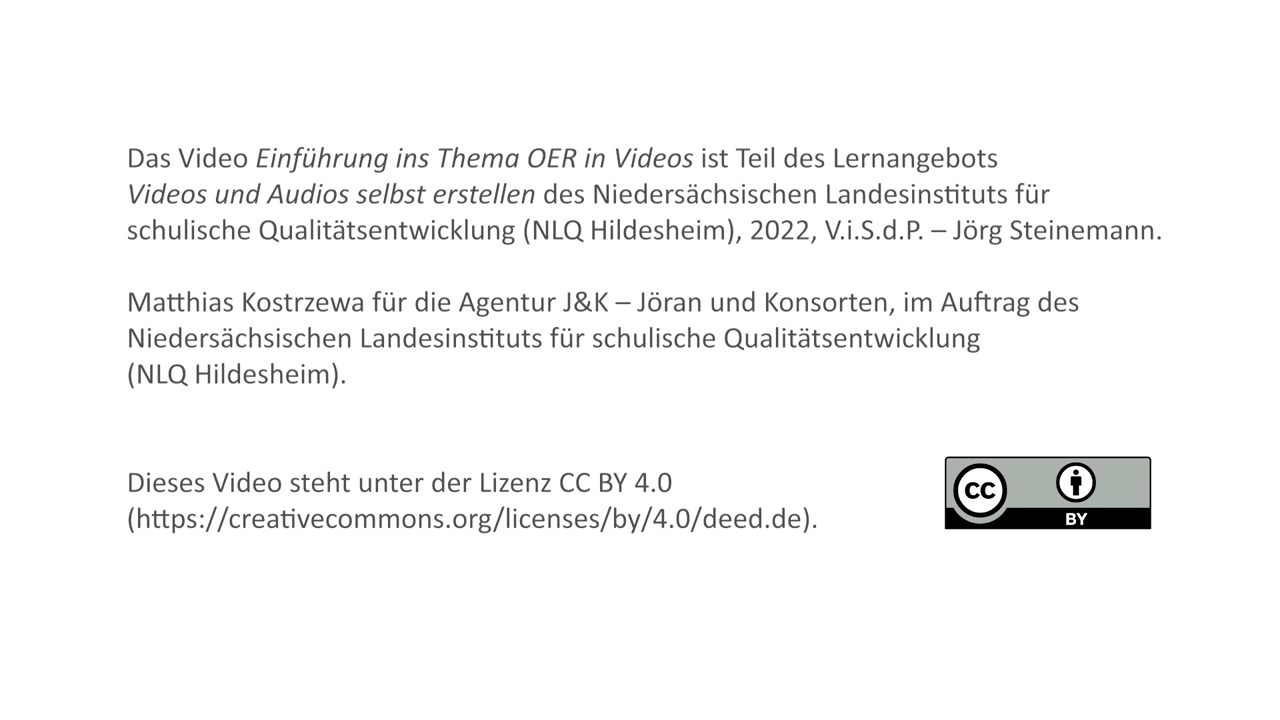 Das Video Einführung ins Thema OER in Videos ist Teil des Lernangebots
Videos und Audios selbst erstellen des Niedersächsischen Landesinstituts für
schulische Qualitätsentwicklung (NLQ Hildesheim), 2022, V.i.S.d.P. – Jörg Steinemann.
Matthias Kostrzewa für die Agentur J&K – Jöran und Konsorten, im Auftrag des
Niedersächsischen Landesinstituts für schulische Qualitätsentwicklung
(NLQ Hildesheim).
Dieses Video steht unter der Lizenz CC BY 4.0
(https://creativecommons.org/licenses/by/4.0/deed.de).
CC
BY